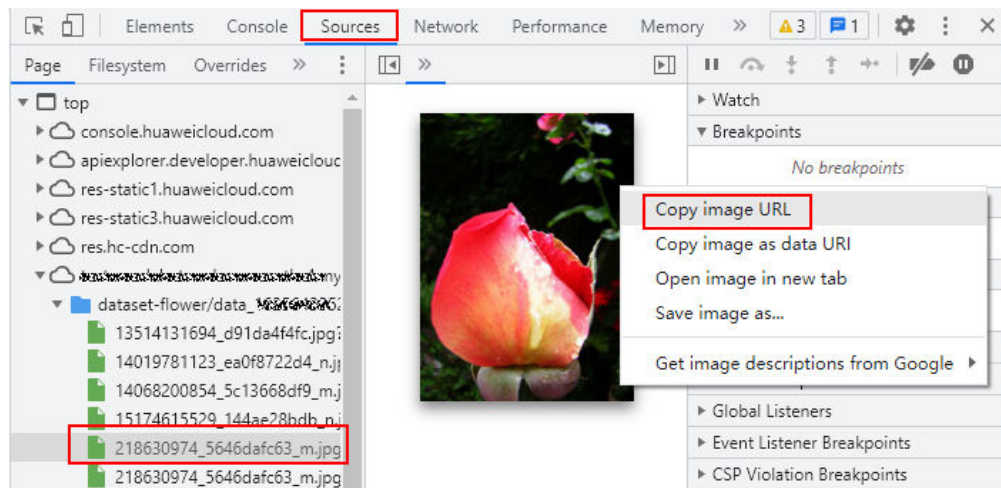 Elements Console Sources Network Performance Memory » 3 1
Page Filesystem Overrides » »
top
Watch
console.huaweicloud.com
Breakpoints
apiexplorer.developer.huaweiclouc
No breakpoints
res-static1.huaweicloud.com
Copy image URL
res-static3.huaweicloud.com
Copy image as data URI
res.hc-cdn.com
Open image in new tab
my
dataset-flower/data_
Save image as...
13514131694_d91da4f4fc.jpg?
14019781123_ea0f8722d4_n.j
Get image descriptions from Google
14068200854_5c13668df9_m.j
Global Listeners
15174615529_144ae28bdb_n.j
218630974_5646dafc63_m.jpg
Event Listener Breakpoints
218630974_5646dafc63_m.jpg
CSP Violation Breakpoints